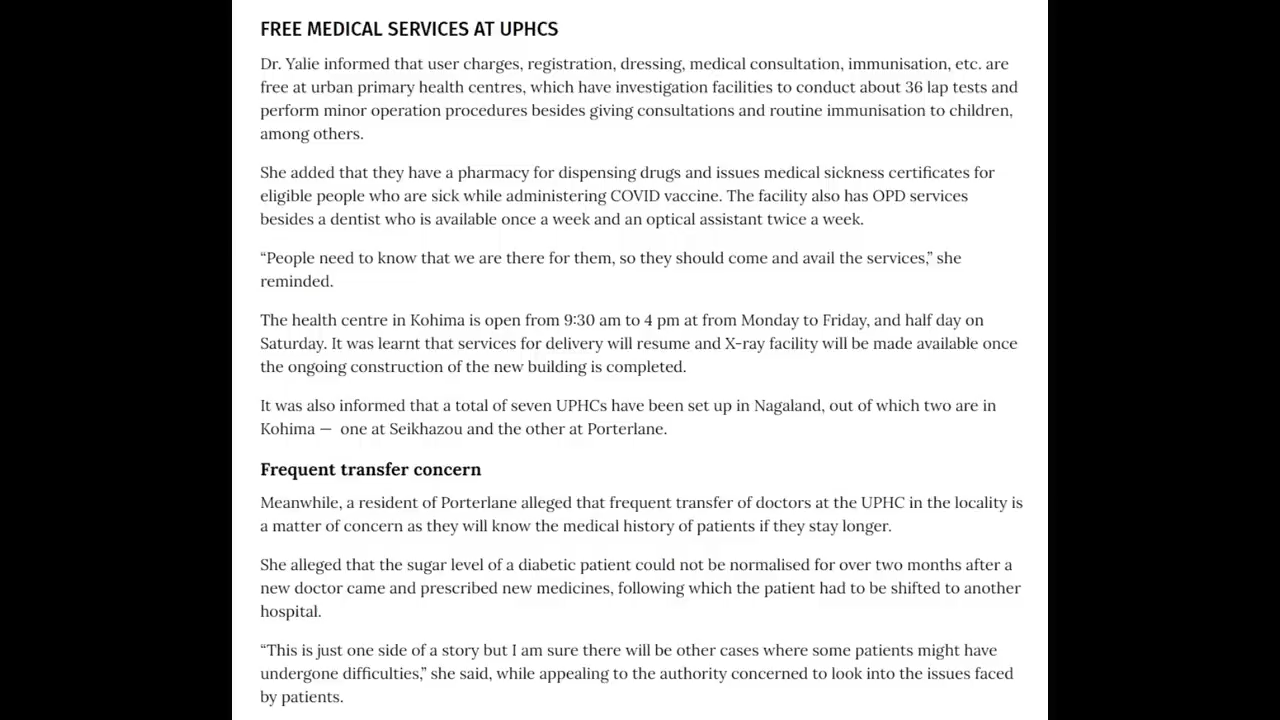 FREE MEDICAL SERVICES AT UPHCS
Dr. Yalie informed that user charges, registration, dressing, medical consultation, immunisation, etc. are
free at urban primary health centres, which have investigation facilities to conduct about 36 lap tests and
perform minor operation procedures besides giving consultations and routine immunisation to children,
among others.
She added that they have a pharmacy for dispensing drugs and issues medical sickness certificates for
eligible people who are sick while administering COVID vaccine. The facility also has OPD services
besides a dentist who is available once a week and an optical assistant twice a week.
“People need to know that we are there for them, so they should come and avail the services,” she
reminded.
The health centre in Kohima is open from 9:30 am to 4 pm at from Monday to Friday, and half day on
Saturday. It was learnt that services for delivery will resume and X-ray facility will be made available once
the ongoing construction of the new building is completed.
It was also informed that a total of seven UPHCs have been set up in Nagaland, out of which two are in
Kohima — one at Seikhazou and the other at Porterlane.
Frequent transfer concern
Meanwhile, a resident of Porterlane alleged that frequent transfer of doctors at the UPHC in the locality is
a matter of concern as they will know the medical history of patients if they stay longer.
She alleged that the sugar level of a diabetic patient could not be normalised for over two months after a
new doctor came and prescribed new medicines, following which the patient had to be shifted to another
hospital.
“This is just one side of a story but I am sure there will be other cases where some patients might have
undergone difficulties,” she said, while appealing to the authority concerned to look into the issues faced
by patients.